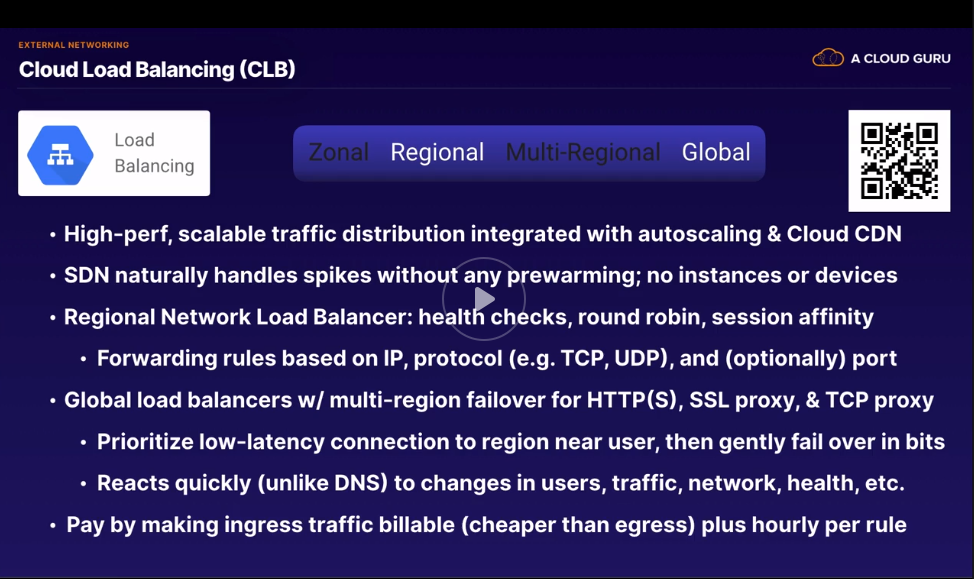 EXTERNAL NETWORKING
Cloud Load Balancing (CLB)
A CLOUD GURU
Load
Balancing
Zonal Regional Multi-Regional Global
• High-perf, scalable traffic distribution integrated with autoscaling & Cloud CDN
• SDN naturally handles spikes without any prewarming; no instances or devices
• Regional Network Load Balancer: health checks, round robin, session affinity
• Forwarding rules based on IP, protocol (e.g. TCP, UDP), and (optionally) port
• Global load balancers w/ multi-region failover for HTTP(S), SSL proxy, & TCP proxy
• Prioritize low-latency connection to region near user, then gently fail over in bits
• Reacts quickly (unlike DNS) to changes in users, traffic, network, health, etc.
• Pay by making ingress traffic billable (cheaper than egress) plus hourly per rule